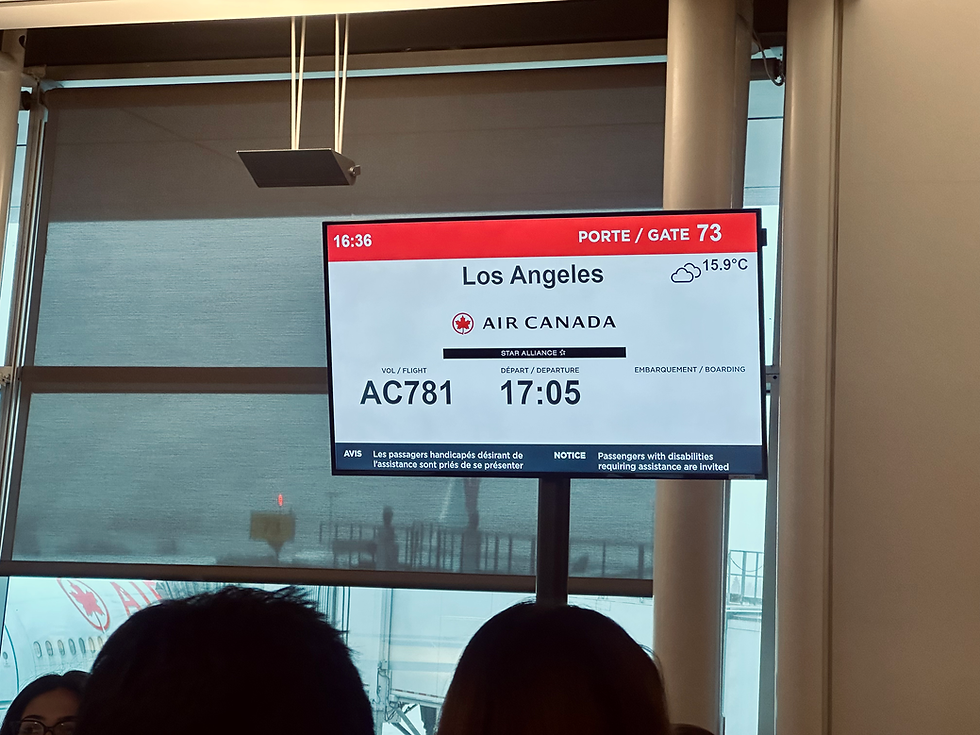 16:36
PORTE / GATE 73
Los Angeles
15.9°C
AIR CANADA
STAR ALLIANCE
VOL / FLIGHT
DÉPART / DEPARTURE
EMBARQUEMENT / BOARDING
AC781
17:05
AVIS
Les passagers handicapés désirant de
l'assistance sont priés de se présenter
NOTICE
Passengers with disabilities
requiring assistance are invited